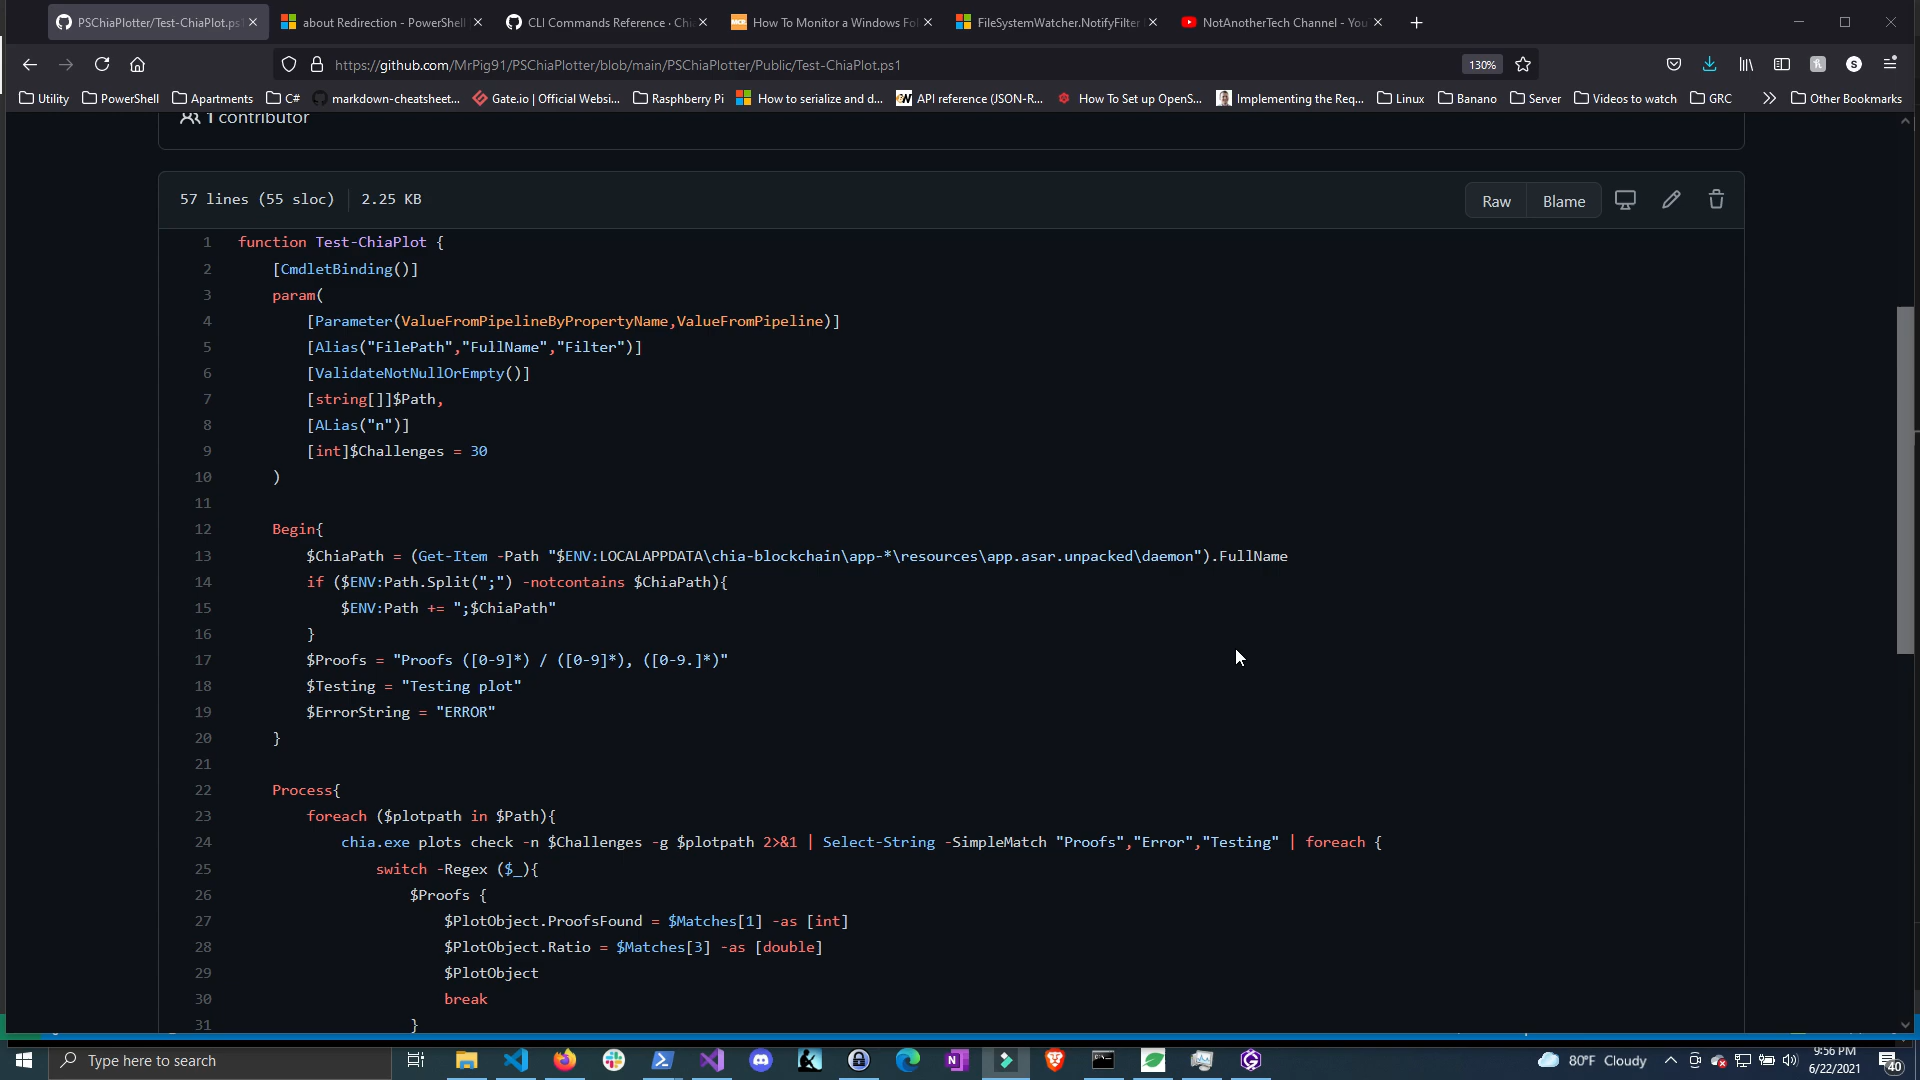 PSChiaPlotter/Test-ChiaPlot.ps1
about Redirection - PowerShell
CLI Commands Reference · Chi
How To Monitor a Windows Fol
FileSystemWatcher.NotifyFilter
NotAnotherTech Channel - You
https://github.com/MrPig91/PSChiaPlotter/blob/main/PSChiaPlotter/Public/Test-ChiaPlot.ps1
130%
Utility
PowerShell
Apartments
C#
markdown-cheatsheet...
Gate.io | Official Websi...
Rasphberry Pi
How to serialize and d...
API reference (JSON-R...
How To Set up OpenS...
Implementing the Req...
Linux
Banano
Server
Videos to watch
GRC
Other Bookmarks
1 contributor
57 lines (55 sloc)
2.25 KB
Raw
Blame
1 function Test-ChiaPlot {
2 [CmdletBinding()]
3 param(
4 [Parameter(ValueFromPipelineByPropertyName,ValueFromPipeline)]
5 [Alias("FilePath","FullName","Filter")]
6 [ValidateNotNullOrEmpty()]
7 [string[]]$Path,
8 [ALias("n")]
9 [int]$Challenges = 30
10 )
11
12 Begin{
13 $ChiaPath = (Get-Item -Path "$ENV:LOCALAPPDATA\chia-blockchain\app-*\resources\app.asar.unpacked\daemon").FullName
14 if ($ENV:Path.Split(";") -notcontains $ChiaPath){
15 $ENV:Path += ";$ChiaPath"
16 }
17 $Proofs = "Proofs ([0-9]*) / ([0-9]*), ([0-9.]*)"
18 $Testing = "Testing plot"
19 $ErrorString = "ERROR"
20 }
21
22 Process{
23 foreach ($plotpath in $Path){
24 chia.exe plots check -n $Challenges -g $plotpath 2>&1 | Select-String -SimpleMatch "Proofs","Error","Testing" | foreach {
25 switch -Regex ($_){
26 $Proofs {
27 $PlotObject.ProofsFound = $Matches[1] -as [int]
28 $PlotObject.Ratio = $Matches[3] -as [double]
29 $PlotObject
30 break
31 }
Type here to search
80°F Cloudy
9:56 PM
6/22/2021
40